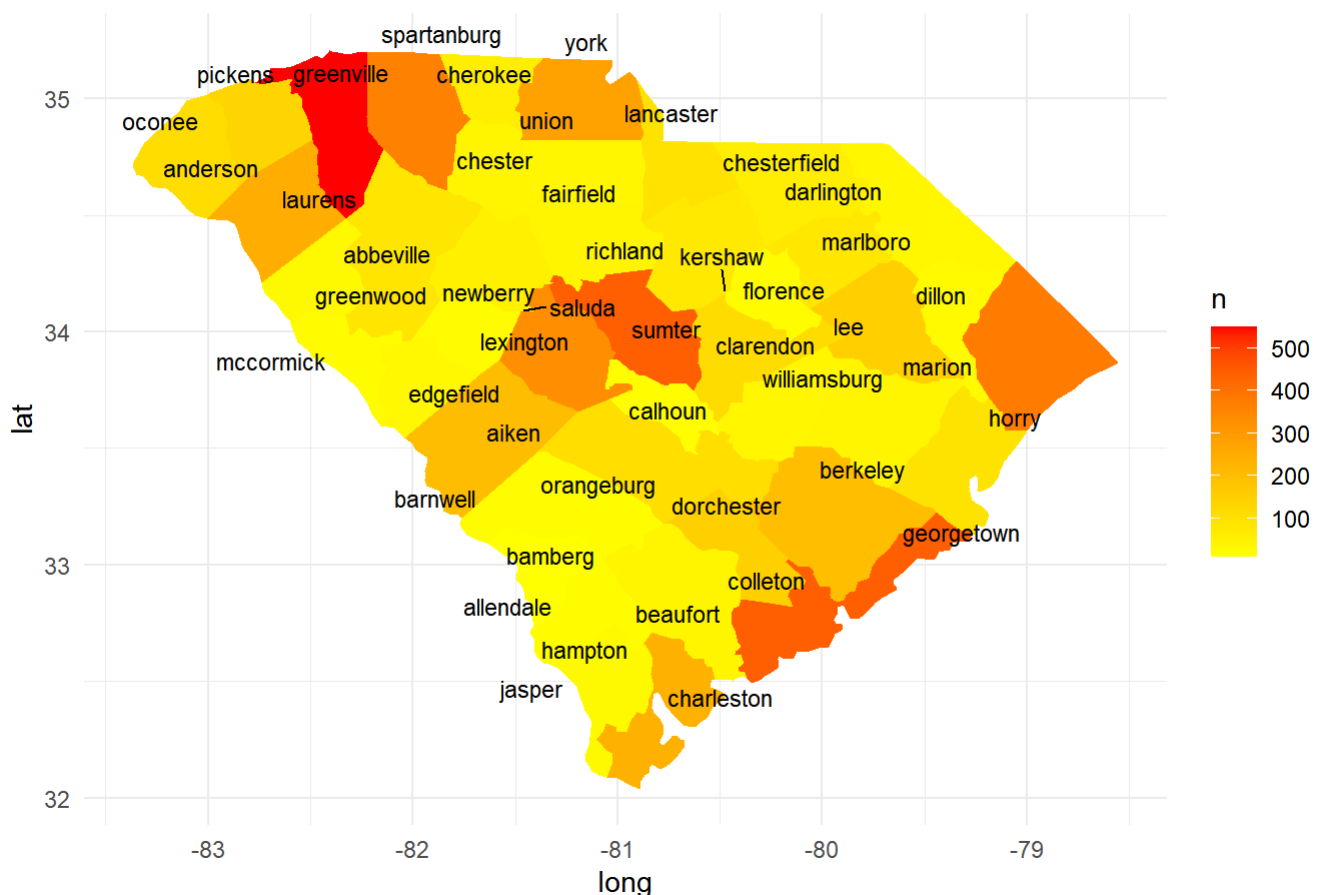 spartanburg
york
pickens
greenville
cherokee
35
oconee
union
lancaster
anderson
chester
chesterfield
laurens
fairfield
darlington
abbeville
richland
kershaw
marlboro
greenwood
newberry
florence
dillon
saluda
34
lexington
sumter
clarendon
lee
mccormick
williamsburg
marion
edgefield
calhoun
horry
aiken
barnwell
orangeburg
berkeley
dorchester
georgetown
33
bamberg
colleton
allendale
beaufort
hampton
jasper
charleston
32
lat
-83
-82
-81
-80
-79
long
n
500
400
300
200
100